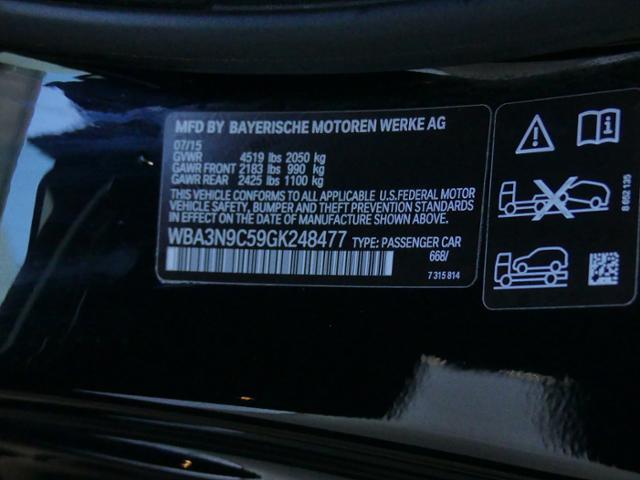 MFD BY BAYERISCHE MOTOREN WERKE AG
07/15
GVWR 4519 lbs 2050 kg
GAWR FRONT 2183 lbs 990 kg
GAWR REAR 2425 lbs 1100 kg
THIS VEHICLE CONFORMS TO ALL APPLICABLE U.S.FEDERAL MOTOR
VEHICLE SAFETY, BUMPER AND THEFT PREVENTION STANDARDS
IN EFFECT ON THE DATE OF MANUFACTURE SHOWN ABOVE.
WBA3N9C59GK248477 TYPE: PASSENGER CAR
668/
7 315 814
8 652 135